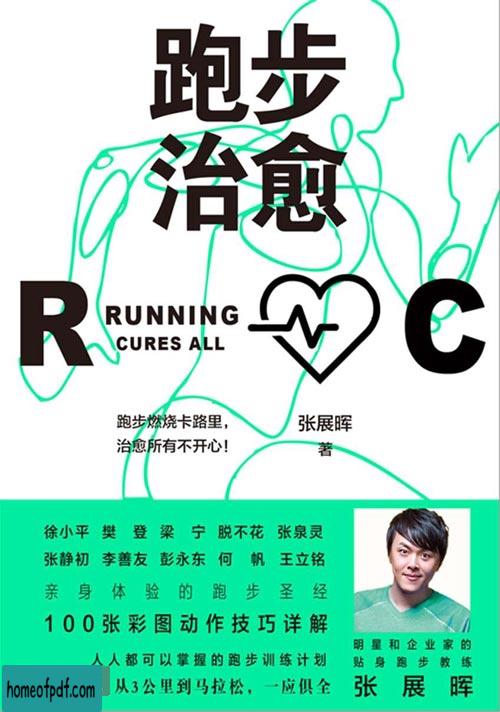 跑步
治愈
R RUNNING C
CURES ALL
跑步燃烧卡路里，
治愈所有不开心！
张展晖
著
徐小平 樊 登 梁 宁 脱不花 张泉灵
张静初 李善友 彭永东 何 帆 王立铭
亲身体验的跑步圣经
100张彩图动作技巧详解
人人都可以掌握的跑步训练计划
从3公里到马拉松，一应俱全
明星和企业家的
贴身跑步教练
张展晖
homeofpdf.com